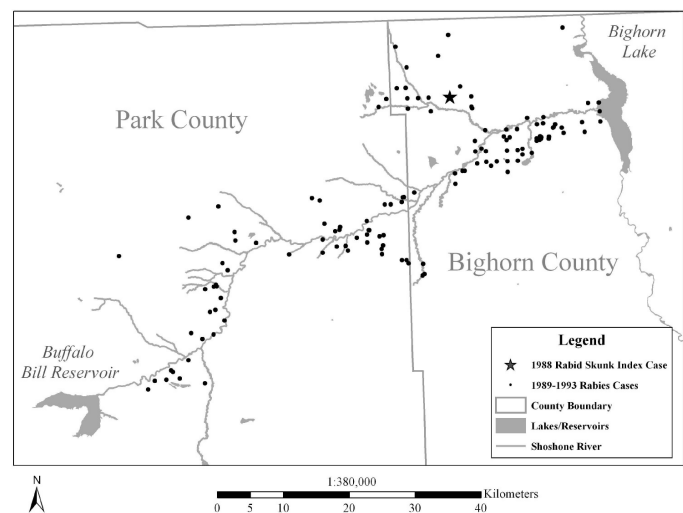 Bighorn
Lake
Park County
Bighorn County
Buffalo
Bill Reservoir
Legend
1988 Rabid Skunk Index Case
1989-1993 Rabies Cases
County Boundary
Lakes/Reservoirs
Shoshone River
N
1:380,000
Kilometers
0 5 10 20 30 40